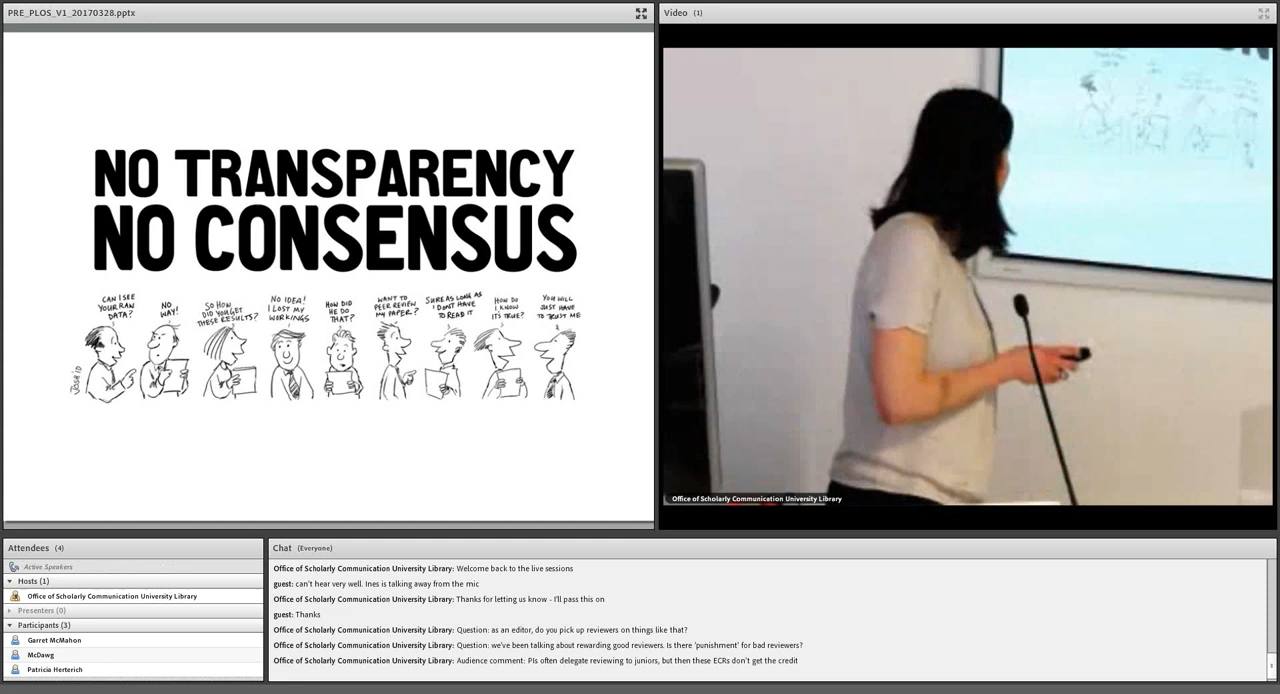 PRE_PLOS_V1_20170328.pptx
NO TRANSPARENCY
NO CONSENSUS
CAN I SEE
YOUR RAW
DATA?
NO
WAY!
SO HOW
DID YOU GET
THESE RESULTS?
NO IDEA!
I LOST MY
WORKINGS
HOW DID
HE DO
THAT?
WANT TO
PEER REVIEW
MY PAPER?
SURE AS LONG AS
I DON'T HAVE
TO READ IT
HOW DO
I KNOW
IT'S TRUE?
YOU WILL
JUST HAVE
TO TRUST ME
Video (1)
Office of Scholarly Communication University Library
Attendees (4)
Active Speakers
Hosts (1)
Office of Scholarly Communication University Library
Presenters (0)
Participants (3)
Garret McMahon
McDawg
Patricia Herterich
Chat (Everyone)
Office of Scholarly Communication University Library: Welcome back to the live sessions
guest: can't hear very well. Ines is talking away from the mic
Office of Scholarly Communication University Library: Thanks for letting us know - I'll pass this on
guest: Thanks
Office of Scholarly Communication University Library: Question: as an editor, do you pick up reviewers on things like that?
Office of Scholarly Communication University Library: Question: we've been talking about rewarding good reviewers. Is there 'punishment' for bad reviewers?
Office of Scholarly Communication University Library: Audience comment: PIs often delegate reviewing to juniors, but then these ECRs don't get the credit